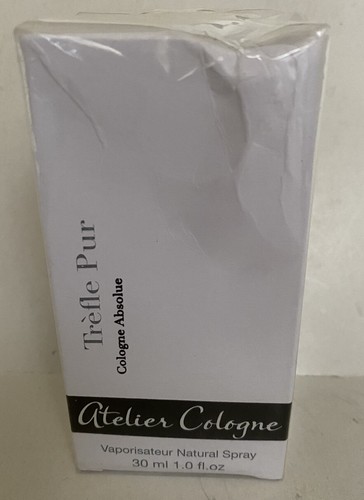 Trèfle Pur
Cologne Absolue
Atelier Cologne
Vaporisateur Natural Spray
30 ml 1.0 fl.oz